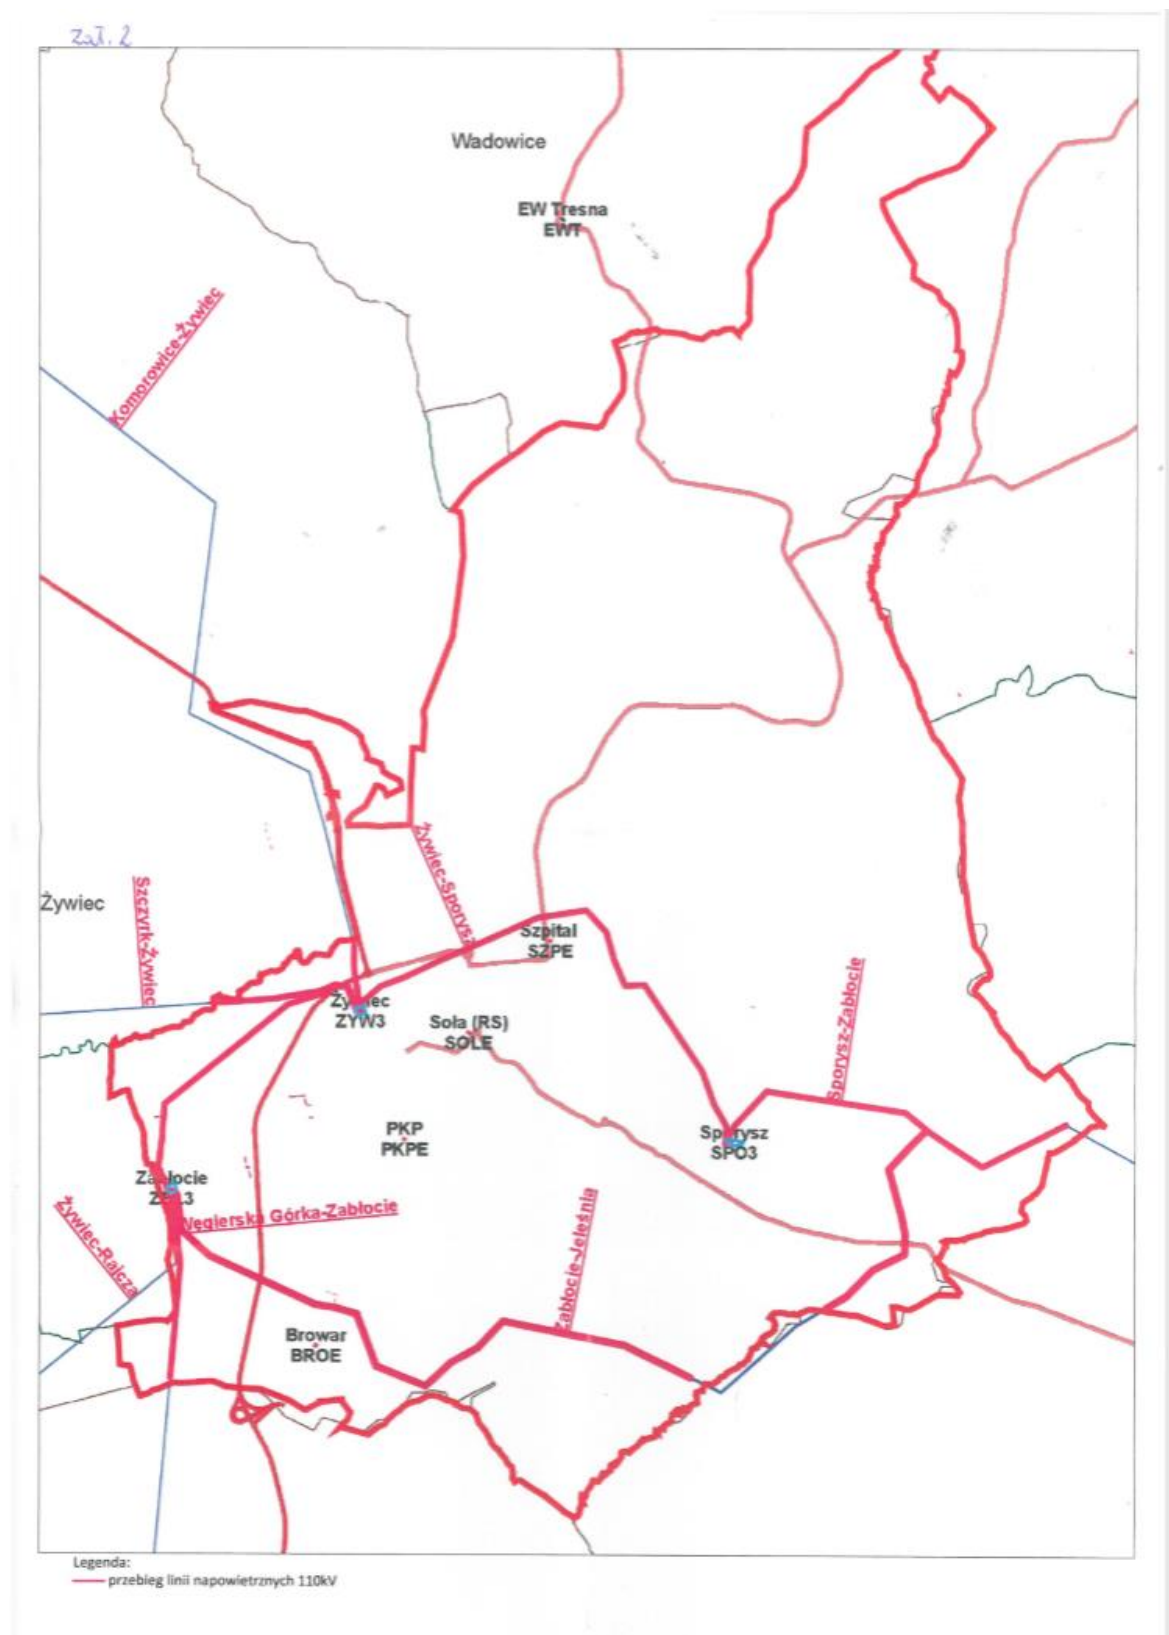 Zał. 2
Wadowice
EW Tresna
EWT
Komorowice-Żywiec
Żywiec-Sporysz
Szczyrk-Żywiec
Żywiec
Szpital
SZPE
Sporysz-Zabłocie
Żywiec
ZYW3
Soła (RS)
SOLE
PKP
PKPE
Sporysz
SPO3
Zabłocie
Węgierska Górka-Zabłocie
Żywiec-Rajcza
Zabłocie-Jeleśnia
Browar
BROE
Legenda:
przebieg linii napowietrznych 110kV